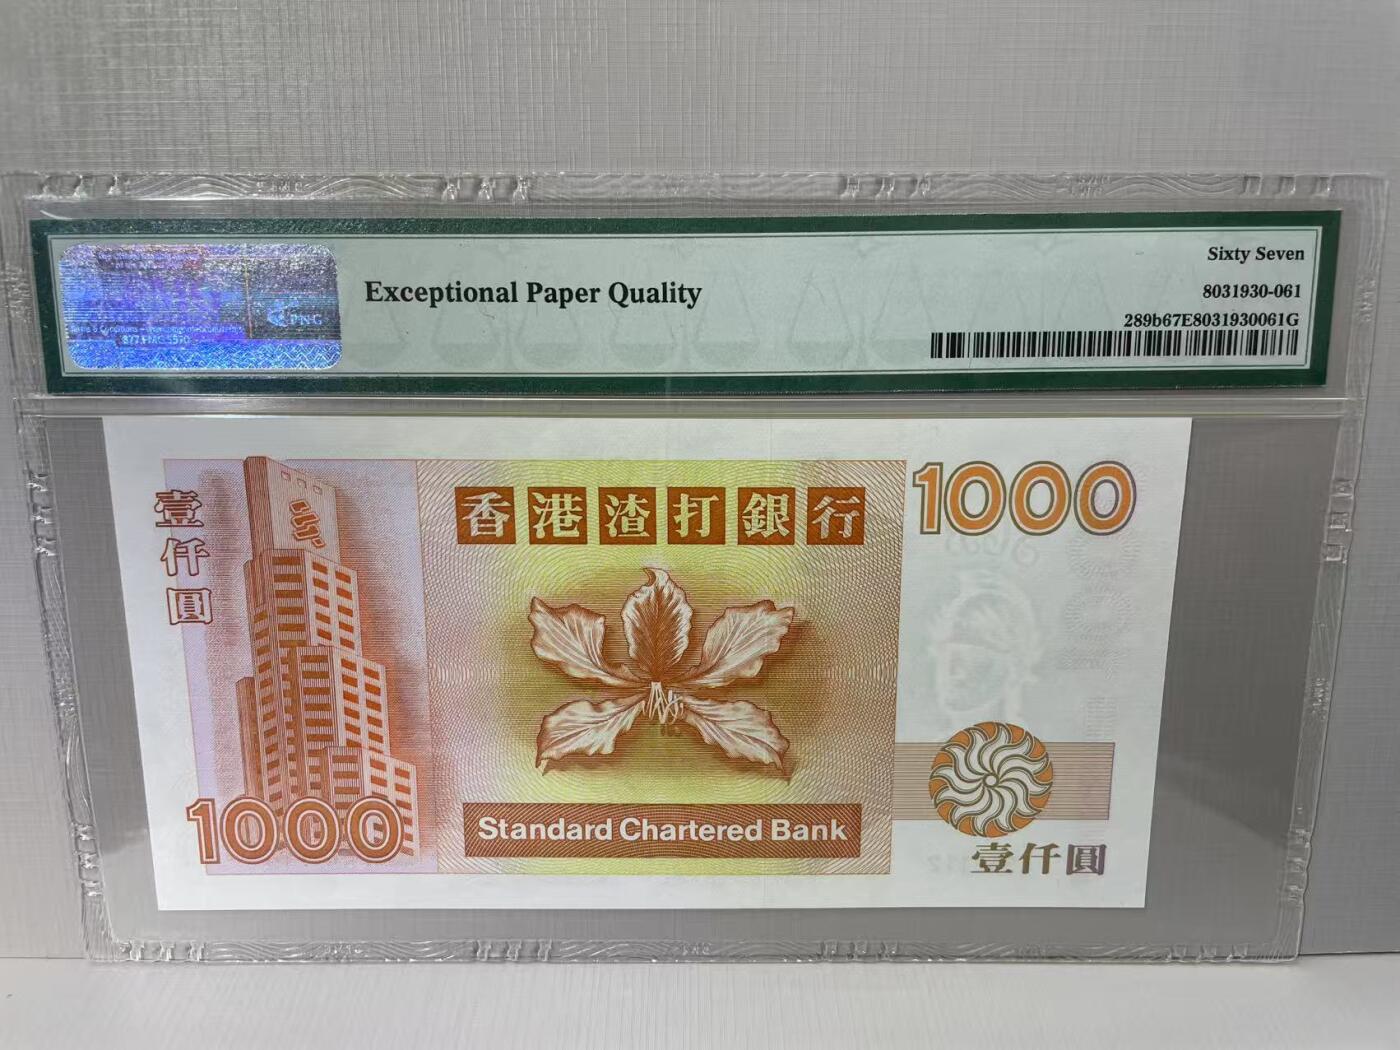 Sixty Seven
Exceptional Paper Quality
8031930-061
289b67E8031930061G
PNG
壹仟圓
香港渣打銀行
1000
1000
Standard Chartered Bank
壹仟圓